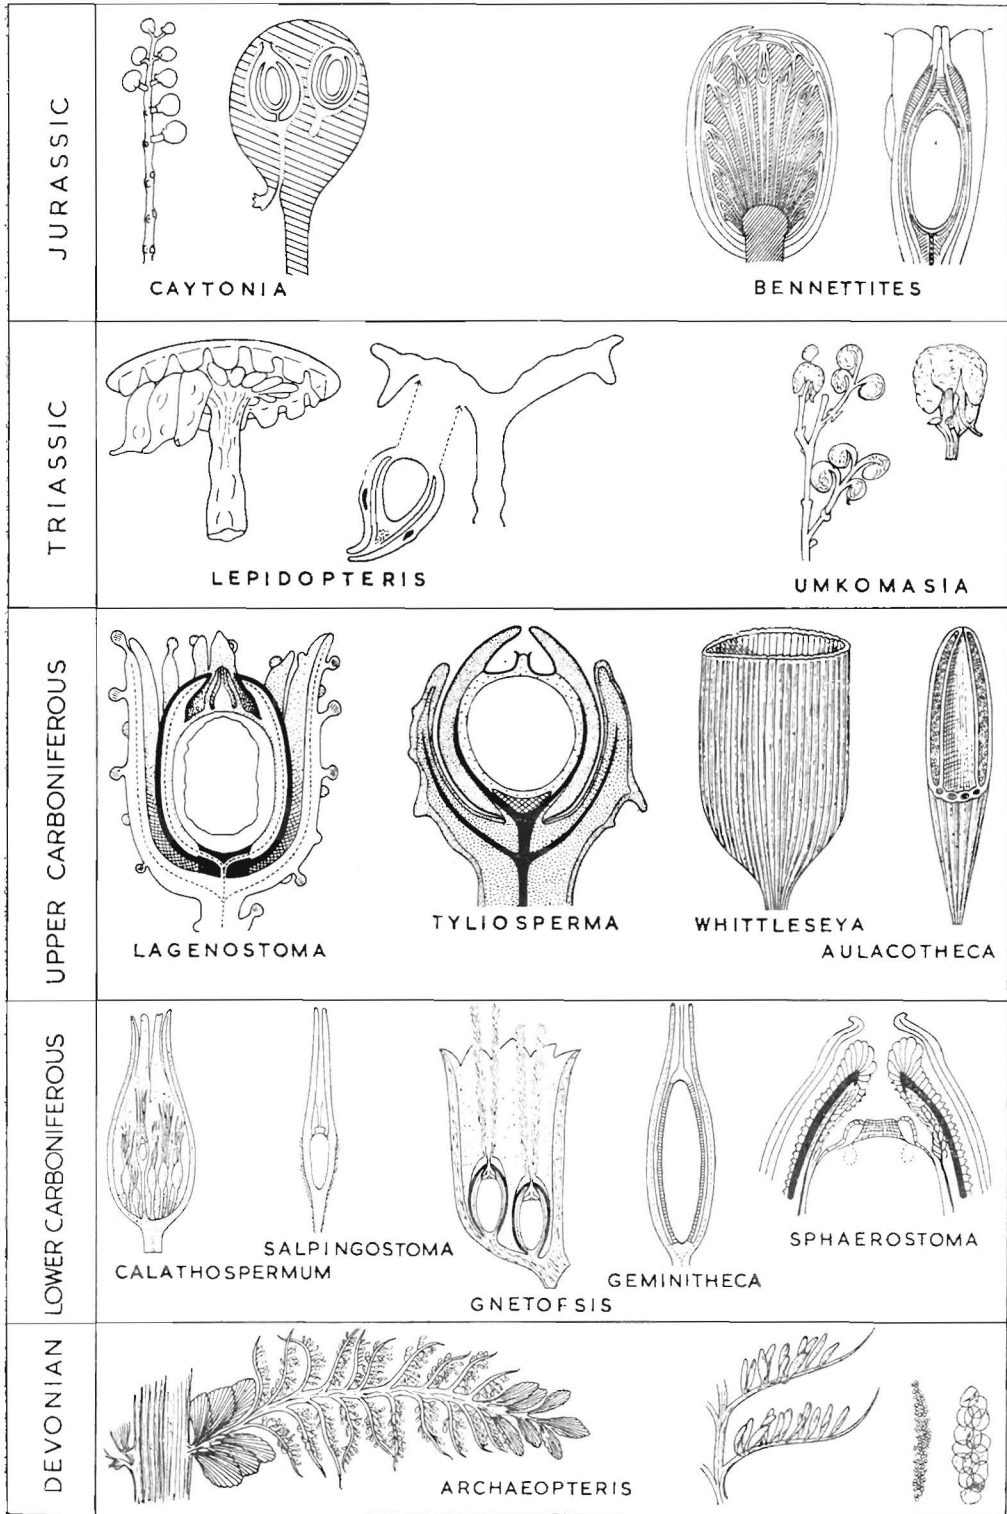 JURASSIC
CAYTONIA
BENNETTITES
TRIASSIC
LEPIDOPTERIS
UMKOMASIA
UPPER CARBONIFEROUS
LAGENOSTOMA
TYLIOSPERMA
WHITTLESEYA
AULACOTHECA
LOWER CARBONIFEROUS
CALATHOSPERMUM
SALPINGOSTOMA
GNETOFSIS
GEMINITHECA
SPHAEROSTOMA
DEVONIAN
ARCHAEOPTERIS